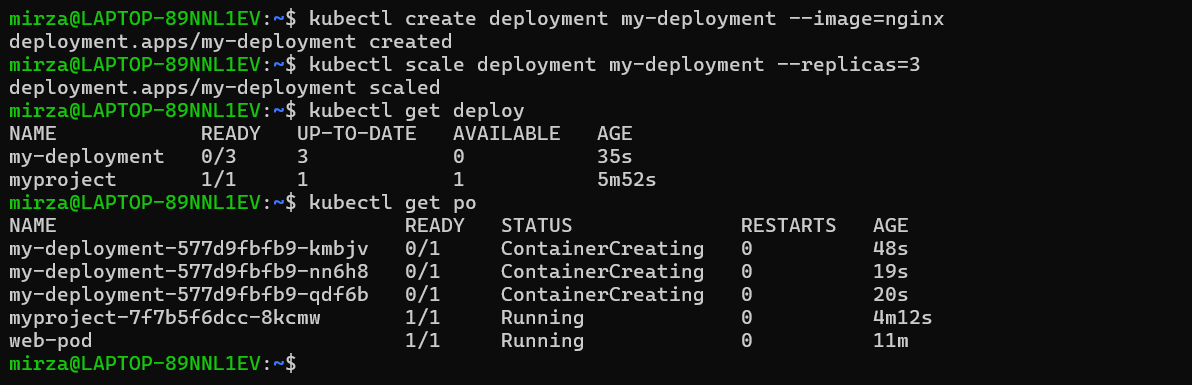 mirza@LAPTOP-89NNL1EV:~$ kubectl create deployment my-deployment --image=nginx
deployment.apps/my-deployment created
mirza@LAPTOP-89NNL1EV:~$ kubectl scale deployment my-deployment --replicas=3
deployment.apps/my-deployment scaled
mirza@LAPTOP-89NNL1EV:~$ kubectl get deploy
NAME            READY   UP-TO-DATE   AVAILABLE   AGE
my-deployment   0/3     3            0           35s
myproject       1/1     1            1           5m52s
mirza@LAPTOP-89NNL1EV:~$ kubectl get po
NAME                             READY   STATUS              RESTARTS   AGE
my-deployment-577d9fbfb9-kmbjv   0/1     ContainerCreating   0          48s
my-deployment-577d9fbfb9-nn6h8   0/1     ContainerCreating   0          19s
my-deployment-577d9fbfb9-qdf6b   0/1     ContainerCreating   0          20s
myproject-7f7b5f6dcc-8kcmw       1/1     Running             0          4m12s
web-pod                          1/1     Running             0          11m
mirza@LAPTOP-89NNL1EV:~$